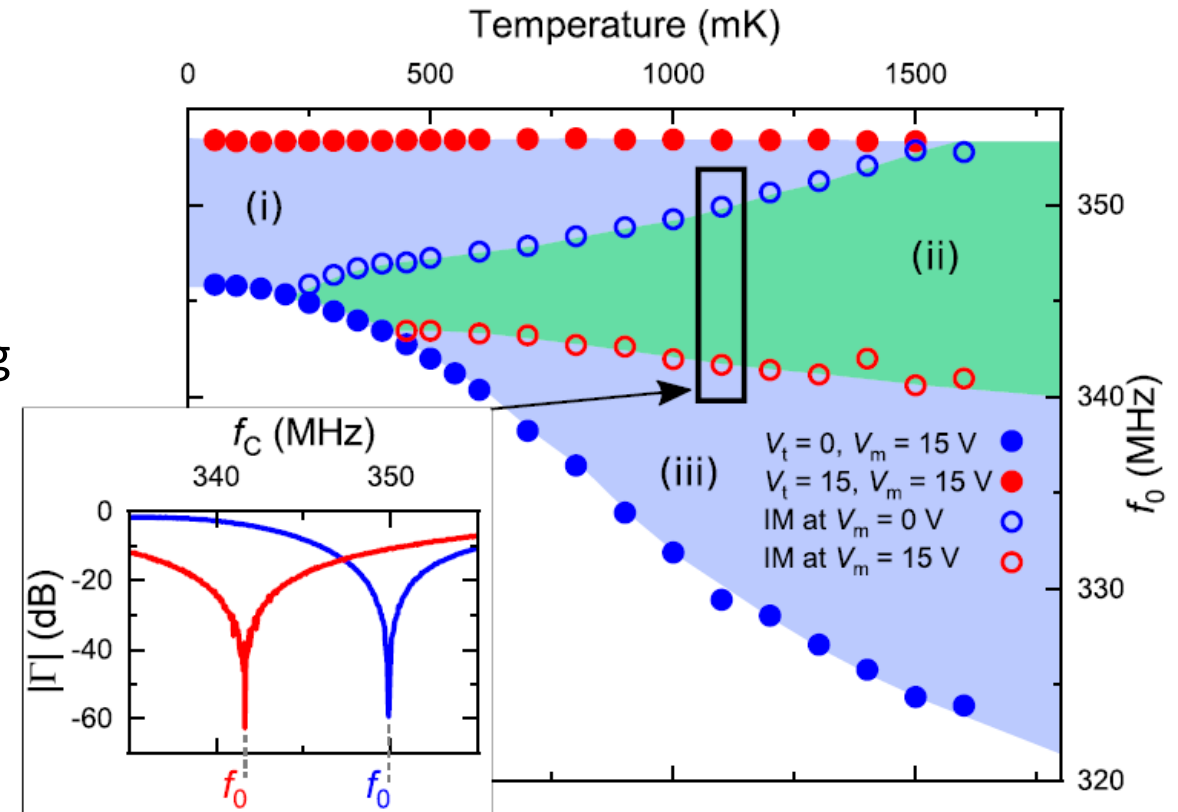 Temperature (mK)
0 500 1000 1500
(i)
(ii)
(iii)
350
340
330
320
f₀ (MHz)
Vₜ = 0, Vₘ = 15 V
Vₜ = 15, Vₘ = 15 V
IM at Vₘ = 0 V
IM at Vₘ = 15 V
g
f_C (MHz)
340 350
0
-20
-40
-60
|Γ| (dB)
f₀ f₀